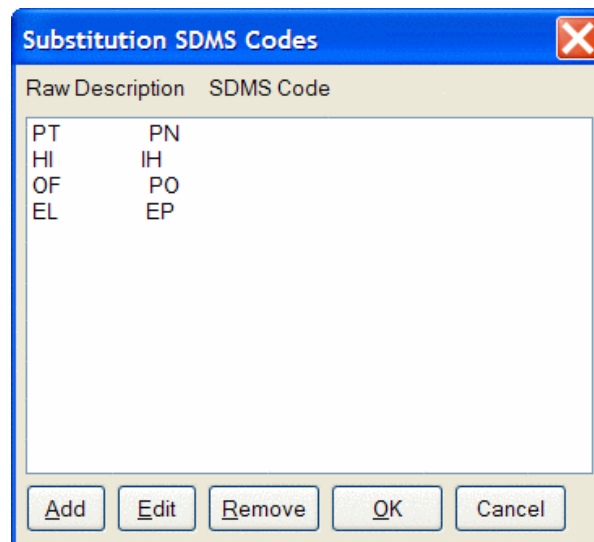 Substitution SDMS Codes
Raw Description SDMS Code
PT PN
HI IH
OF PO
EL EP
Add Edit Remove OK Cancel